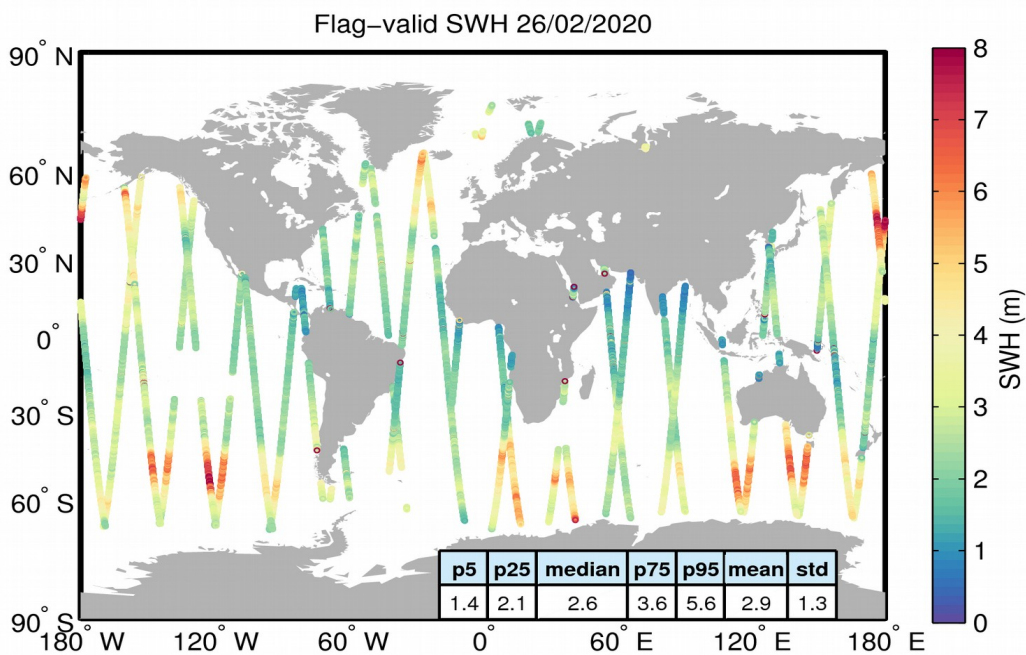 Flag−valid SWH 26/02/2020
90° N
60° N
30° N
0°
30° S
60° S
90° S
180° W
120° W
60° W
0°
60° E
120° E
180° E
p5 p25 median p75 p95 mean std
1.4 2.1 2.6 3.6 5.6 2.9 1.3
8
7
6
5
4
3
2
1
0
SWH (m)